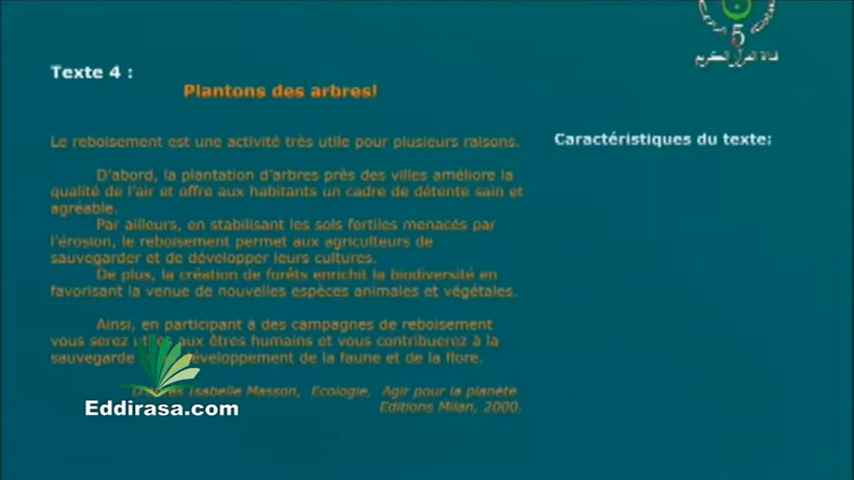 5
قناة القرآن الكريم
Texte 4 :
Plantons des arbres!
Le reboisement est une activité très utile pour plusieurs raisons.
Caractéristiques du texte:
D'abord, la plantation d'arbres près des villes améliore la
qualité de l'air et offre aux habitants un cadre de détente sain et
agréable.
Par ailleurs, en stabilisant les sols fertiles menacés par
l'érosion, le reboisement permet aux agriculteurs de
sauvegarder et de développer leurs cultures.
De plus, la création de forêts enrichit la biodiversité en
favorisant la venue de nouvelles espèces animales et végétales.
Ainsi, en participant à des campagnes de reboisement
vous serez utiles aux êtres humains et vous contribuerez à la
sauvegarde développement de la faune et de la flore.
D'après Isabelle Masson, Ecologie, Agir pour la planète
Editions Milan, 2000.
Eddirasa.com